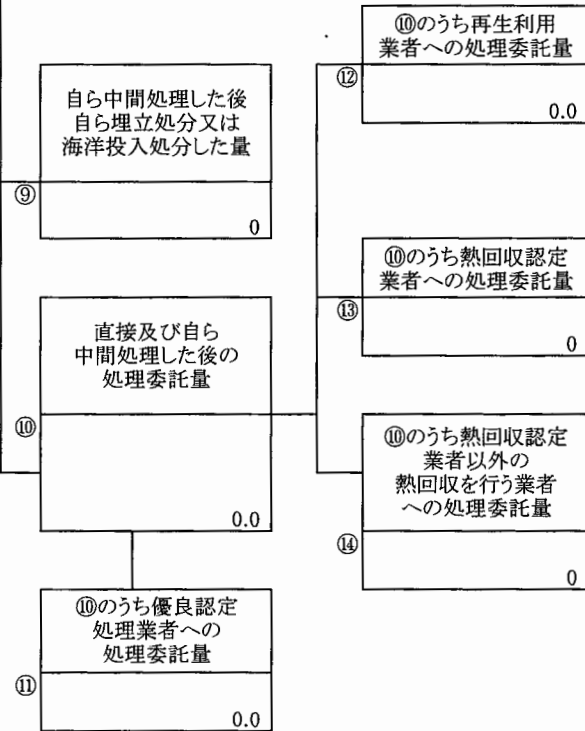 自ら中間処理した後
自ら埋立処分又は
海洋投入処分した量
⑨
0
直接及び自ら
中間処理した後の
処理委託量
⑩
0.0
⑩のうち優良認定
処理業者への
処理委託量
⑪
0.0
⑩のうち再生利用
業者への処理委託量
⑫
0.0
⑩のうち熱回収認定
業者への処理委託量
⑬
0
⑩のうち熱回収認定
業者以外の
熱回収を行う業者
への処理委託量
⑭
0